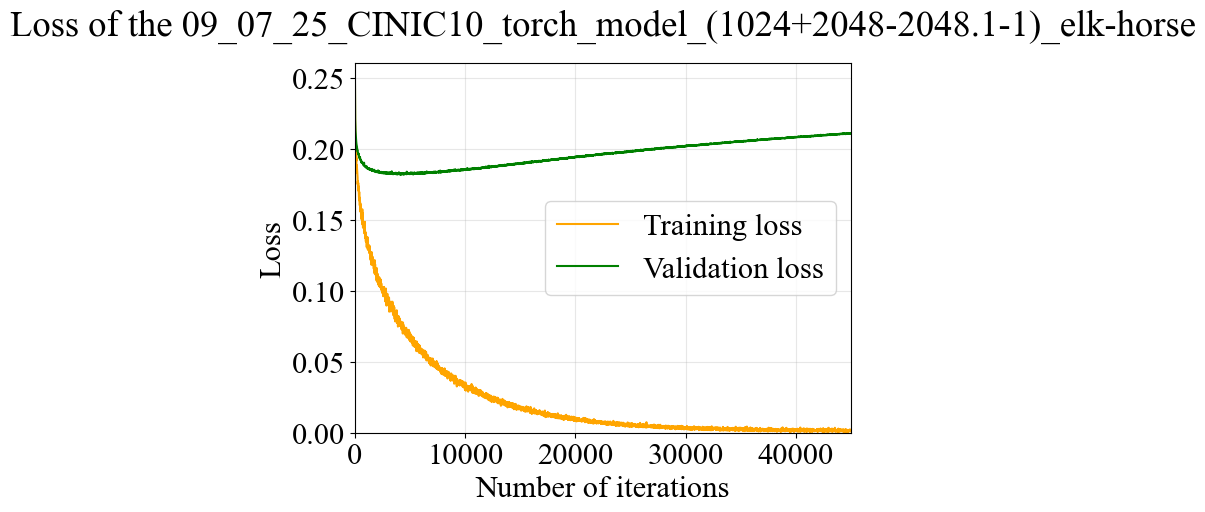 Loss of the 09_07_25_CINIC10_torch_model_(1024+2048-2048.1-1)_elk-horse
0.25
0.20
0.15
0.10
0.05
0.00
Loss
Training loss
Validation loss
0 10000 20000 30000 40000
Number of iterations